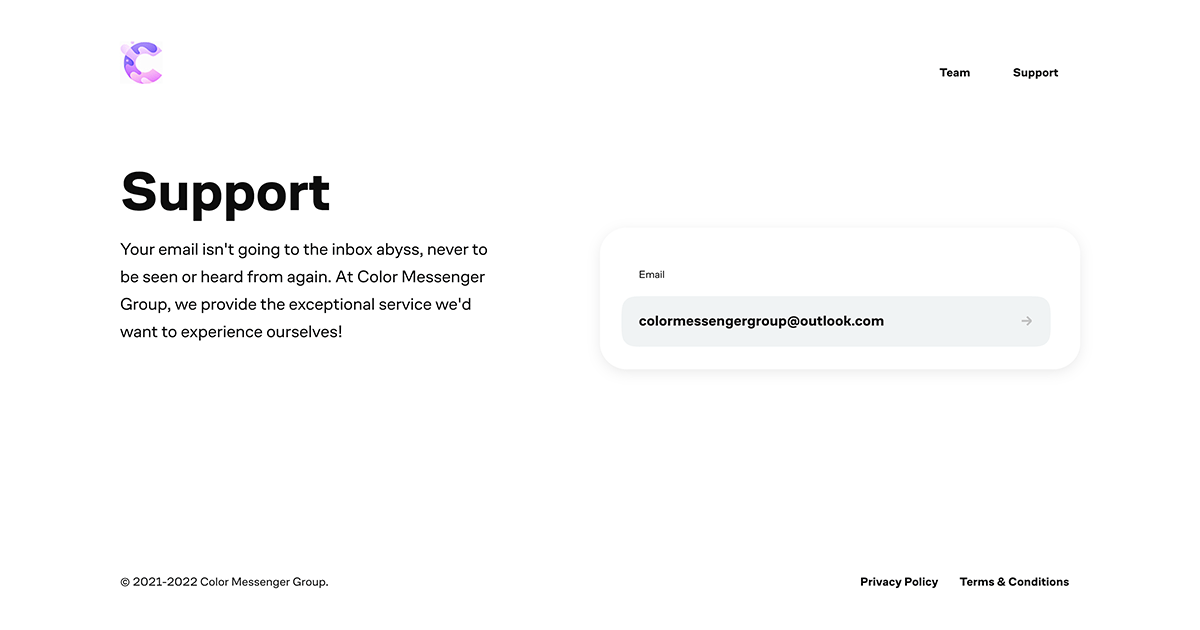 Team Support
Support
Your email isn't going to the inbox abyss, never to
be seen or heard from again. At Color Messenger
Group, we provide the exceptional service we'd
want to experience ourselves!
Email
colormessengergroup@outlook.com
© 2021-2022 Color Messenger Group.
Privacy Policy Terms & Conditions